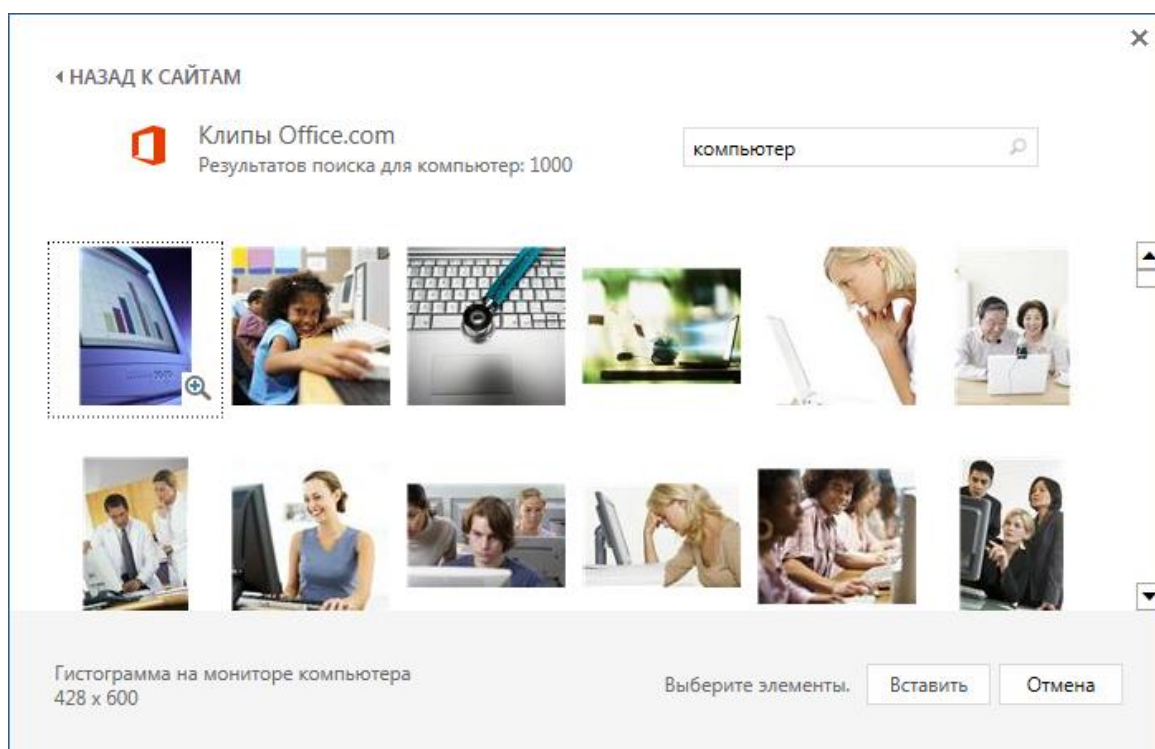 НАЗАД К САЙТАМ
Клипы Office.com
Результатов поиска для компьютер: 1000
компьютер
Гистограмма на мониторе компьютера
428 x 600
Выберите элементы.
Вставить
Отмена